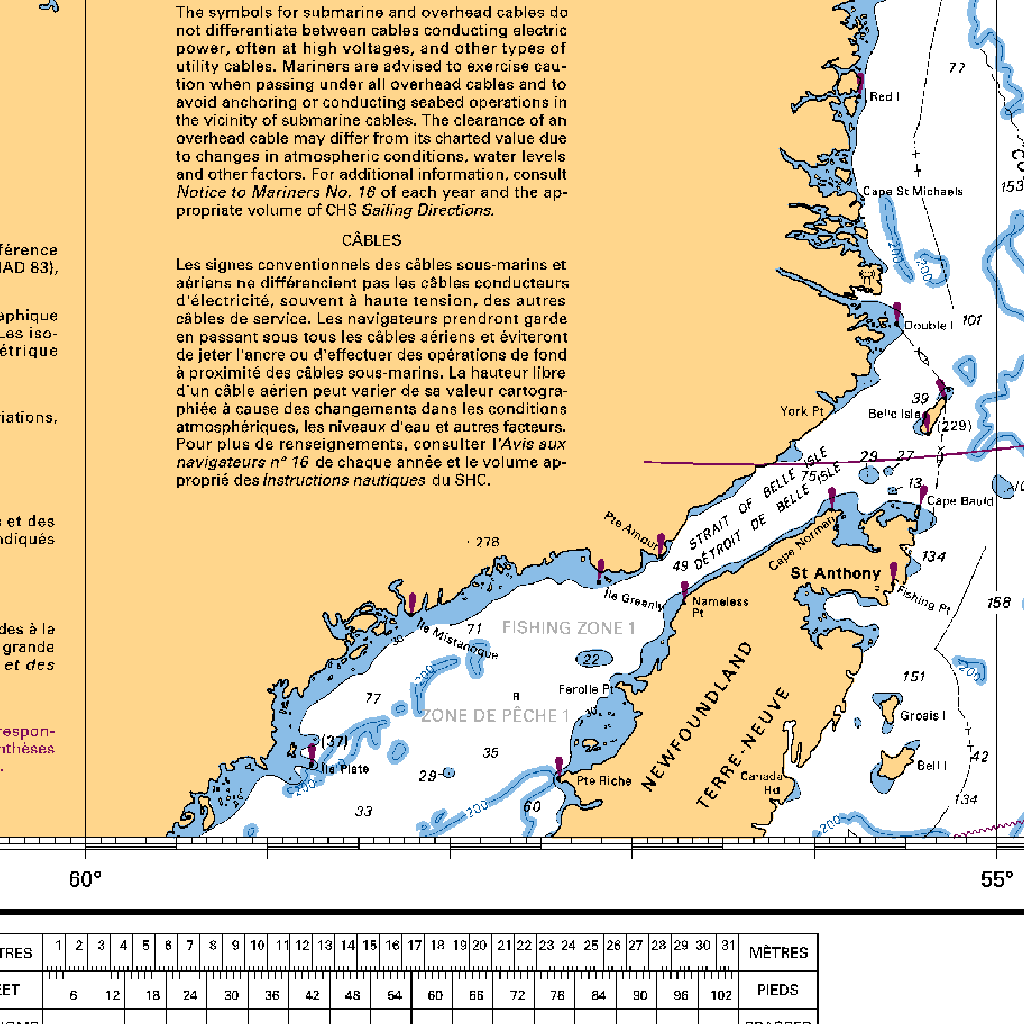 The symbols for submarine and overhead cables do
not differentiate between cables conducting electric
power, often at high voltages, and other types of
utility cables. Mariners are advised to exercise cau-
tion when passing under all overhead cables and to
avoid anchoring or conducting seabed operations in
the vicinity of submarine cables. The clearance of an
overhead cable may differ from its charted value due
to changes in atmospheric conditions, water levels
and other factors. For additional information, consult
Notice to Mariners No. 16 of each year and the ap-
propriate volume of CHS Sailing Directions.
CÂBLES
Les signes conventionnels des câbles sous-marins et
aériens ne différencient pas les câbles conducteurs
d'électricité, souvent à haute tension, des autres
câbles de service. Les navigateurs prendront garde
en passant sous tous les câbles aériens et éviteront
de jeter l'ancre ou d'effectuer des opérations de fond
à proximité des câbles sous-marins. La hauteur libre
d'un câble aérien peut varier de sa valeur cartogra-
phiée à cause des changements dans les conditions
atmosphériques, les niveaux d'eau et autres facteurs.
Pour plus de renseignements, consulter l'Avis aux
navigateurs n° 16 de chaque année et le volume ap-
proprié des Instructions nautiques du SHC.
férence
IAD 83),
aphique
Les iso-
étrique
iations,
s et des
ndiqués
des à la
grande
et des
respon-
nthèses
.
77
Red I
153
Cape St Michaels
200
200
Double I
101
39
Belle Isle
(229)
York Pt
STRAIT OF BELLE ISLE
DÉTROIT DE BELLE ISLE
75
29
27
13
Cape Bauld
Pte Amour
278
49
Cape Norman
134
St Anthony
Fishing Pt
158
Île Greenly
Nameless
Pt
Île Mistanoque
30
71
FISHING ZONE 1
22
200
Ferolle Pt
77
R
ZONE DE PÊCHE 1
NEWFOUNDLAND
TERRE-NEUVE
151
200
Groais I
(37)
Île Plate
35
29
22
Pte Riche
Canada
Hd
Bell I
42
200
33
200
60
134
200
60°
55°
TRES
1 2 3 4 5 6 7 8 9 10 11 12 13 14 15 16 17 18 19 20 21 22 23 24 25 26 27 28 29 30 31
MÈTRES
EET
6 12 18 24 30 36 42 48 54 60 66 72 78 84 90 96 102
PIEDS